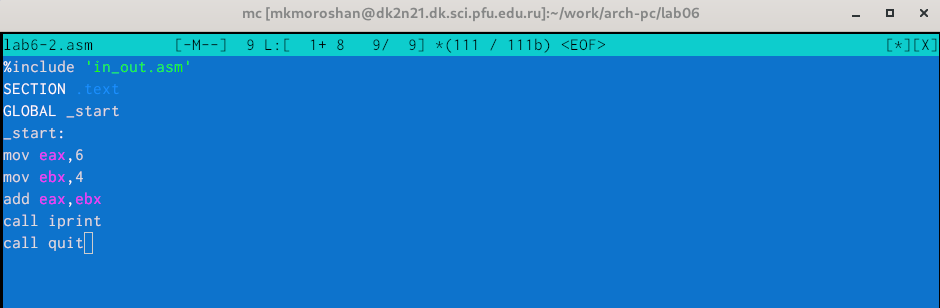 mc [mkmoroshan@dk2n21.dk.sci.pfu.edu.ru]:~/work/arch-pc/lab06
lab6-2.asm         [-M--]  9 L:[  1+ 8   9/  9] *(111 / 111b) <EOF>                               [*][X]
%include 'in_out.asm'
SECTION .text
GLOBAL _start
_start:
mov eax,6
mov ebx,4
add eax,ebx
call iprint
call quit